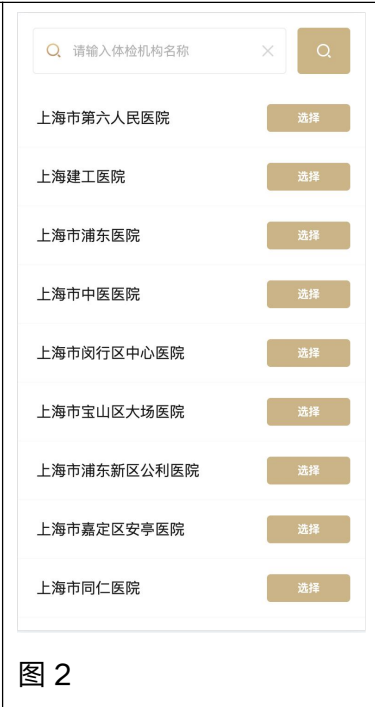 请输入体检机构名称
上海市第六人民医院 选择
上海建工医院 选择
上海市浦东医院 选择
上海市中医医院 选择
上海市闵行区中心医院 选择
上海市宝山区大场医院 选择
上海市浦东新区公利医院 选择
上海市嘉定区安亭医院 选择
上海市同仁医院 选择
图 2